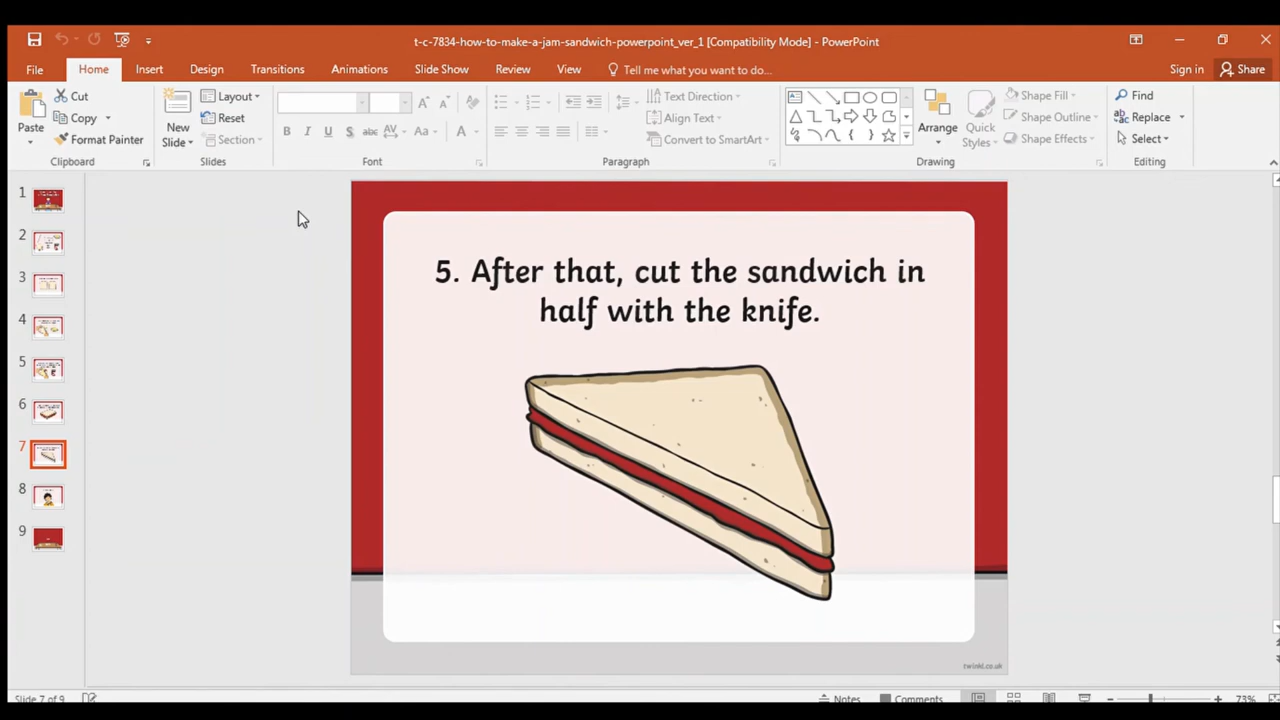 t-c-7834-how-to-make-a-jam-sandwich-powerpoint_ver_1 [Compatibility Mode] - PowerPoint
File Home Insert Design Transitions Animations Slide Show Review View Tell me what you want to do... Sign in Share
Paste
Cut
Copy
Format Painter
Clipboard
New
Slide
Layout
Reset
Section
Slides
B I U S abc AV Aa A
Font
Text Direction
Align Text
Convert to SmartArt
Paragraph
Arrange
Quick
Styles
Shape Fill
Shape Outline
Shape Effects
Drawing
Find
Replace
Select
Editing
1
2
3
4
5
6
7
8
9
5. After that, cut the sandwich in
half with the knife.
twinkl.co.uk
Slide 7 of 9 Notes Comments 73%